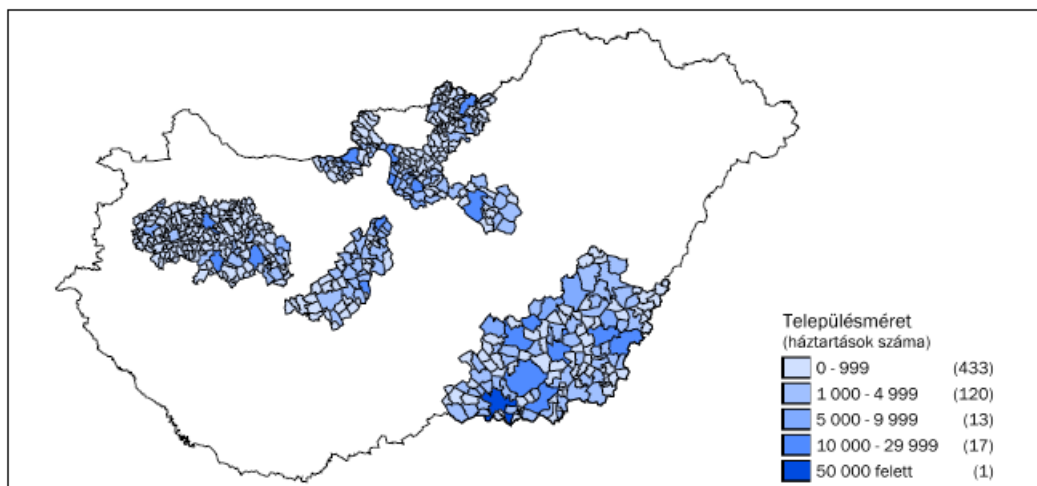 Településméret
(háztartások száma)
0 - 999 (433)
1 000 - 4 999 (120)
5 000 - 9 999 (13)
10 000 - 29 999 (17)
50 000 felett (1)